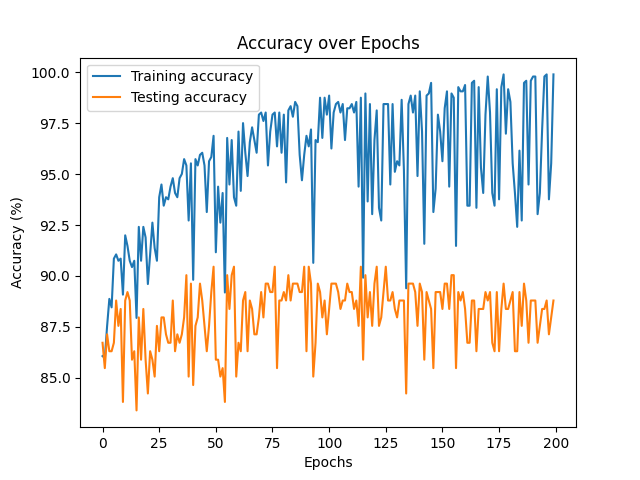 Accuracy over Epochs
Training accuracy
Testing accuracy
100.0
97.5
95.0
92.5
90.0
87.5
85.0
Accuracy (%)
0 25 50 75 100 125 150 175 200
Epochs